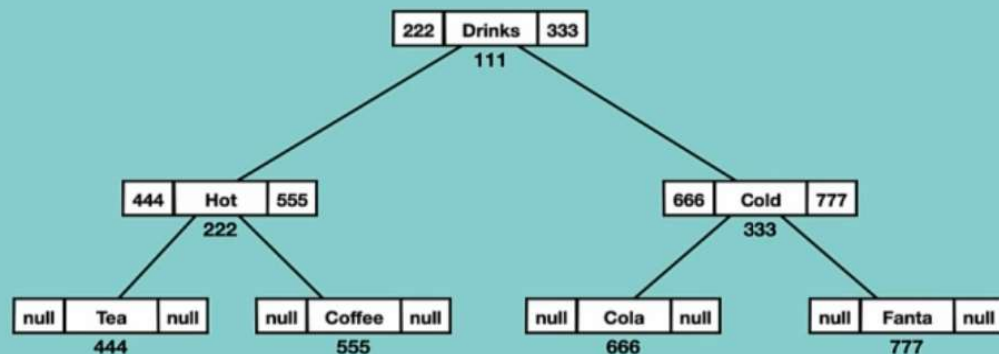 222 Drinks 333
111
444 Hot 555
222
666 Cold 777
333
null Tea null
444
null Coffee null
555
null Cola null
666
null Fanta null
777